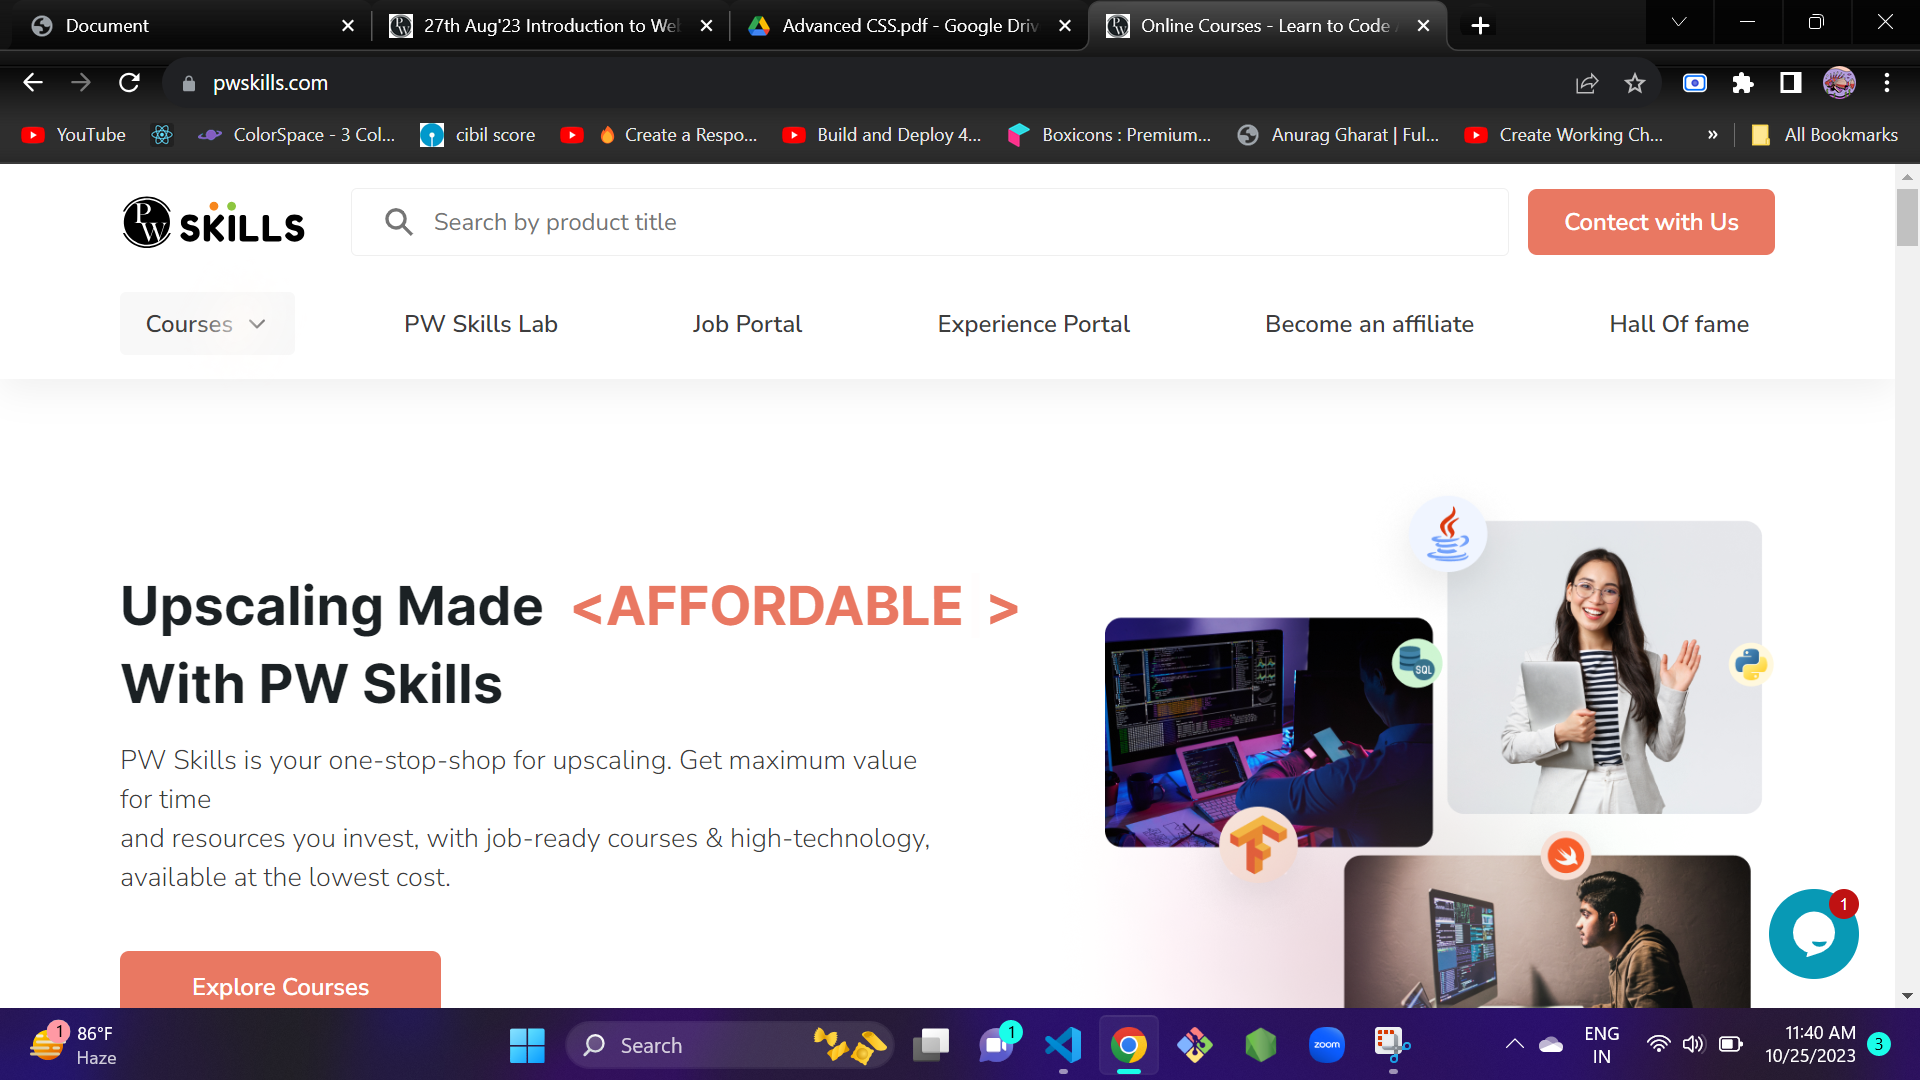 Document
27th Aug'23 Introduction to Web
Advanced CSS.pdf - Google Driv
Online Courses - Learn to Code
pwskills.com
YouTube
ColorSpace - 3 Col...
cibil score
Create a Respo...
Build and Deploy 4...
Boxicons : Premium...
Anurag Gharat | Ful...
Create Working Ch...
»
All Bookmarks
PW SKILLS
Search by product title
Contect with Us
Courses
PW Skills Lab
Job Portal
Experience Portal
Become an affiliate
Hall Of fame
Upscaling Made <AFFORDABLE >
With PW Skills
PW Skills is your one-stop-shop for upscaling. Get maximum value
for time
and resources you invest, with job-ready courses & high-technology,
available at the lowest cost.
Explore Courses
SQL
1
1
86°F
Haze
Search
1
zoom
ENG
IN
11:40 AM
10/25/2023
3